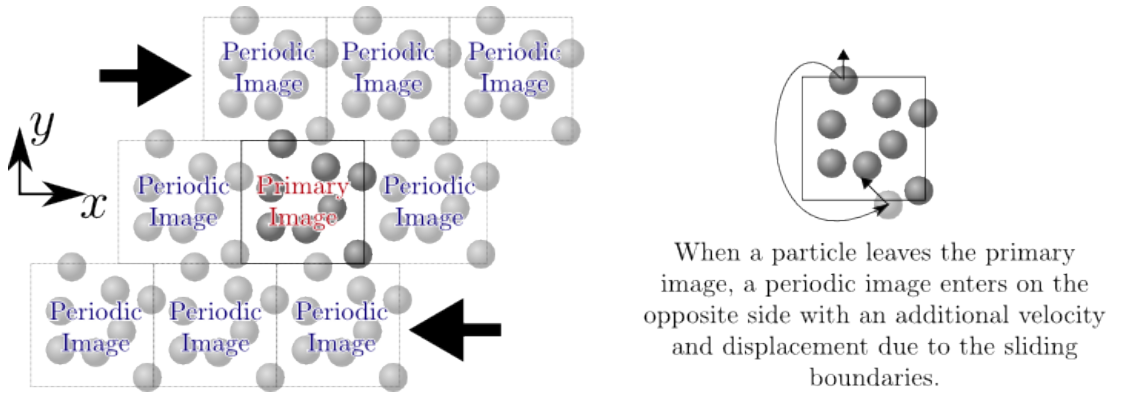 Periodic
Image
Periodic
Image
Periodic
Image
y
x
Periodic
Image
Primary
Image
Periodic
Image
Periodic
Image
Periodic
Image
Periodic
Image
When a particle leaves the primary
image, a periodic image enters on the
opposite side with an additional velocity
and displacement due to the sliding
boundaries.